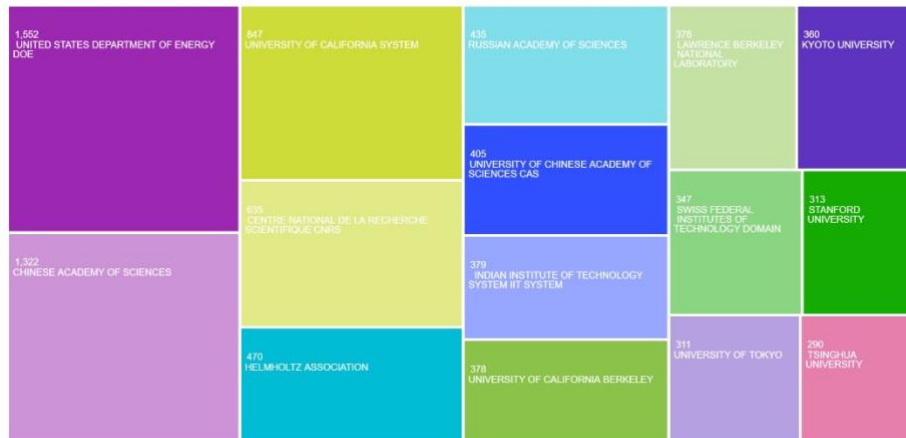 1,552
UNITED STATES DEPARTMENT OF ENERGY
DOE
1,322
CHINESE ACADEMY OF SCIENCES
847
UNIVERSITY OF CALIFORNIA SYSTEM
635
CENTRE NATIONAL DE LA RECHERCHE
SCIENTIFIQUE CNRS
470
HELMHOLTZ ASSOCIATION
435
RUSSIAN ACADEMY OF SCIENCES
405
UNIVERSITY OF CHINESE ACADEMY OF
SCIENCES CAS
379
INDIAN INSTITUTE OF TECHNOLOGY
SYSTEM IIT SYSTEM
378
UNIVERSITY OF CALIFORNIA BERKELEY
376
LAWRENCE BERKELEY
NATIONAL
LABORATORY
360
KYOTO UNIVERSITY
347
SWISS FEDERAL
INSTITUTES OF
TECHNOLOGY DOMAIN
313
STANFORD
UNIVERSITY
311
UNIVERSITY OF TOKYO
290
TSINGHUA
UNIVERSITY